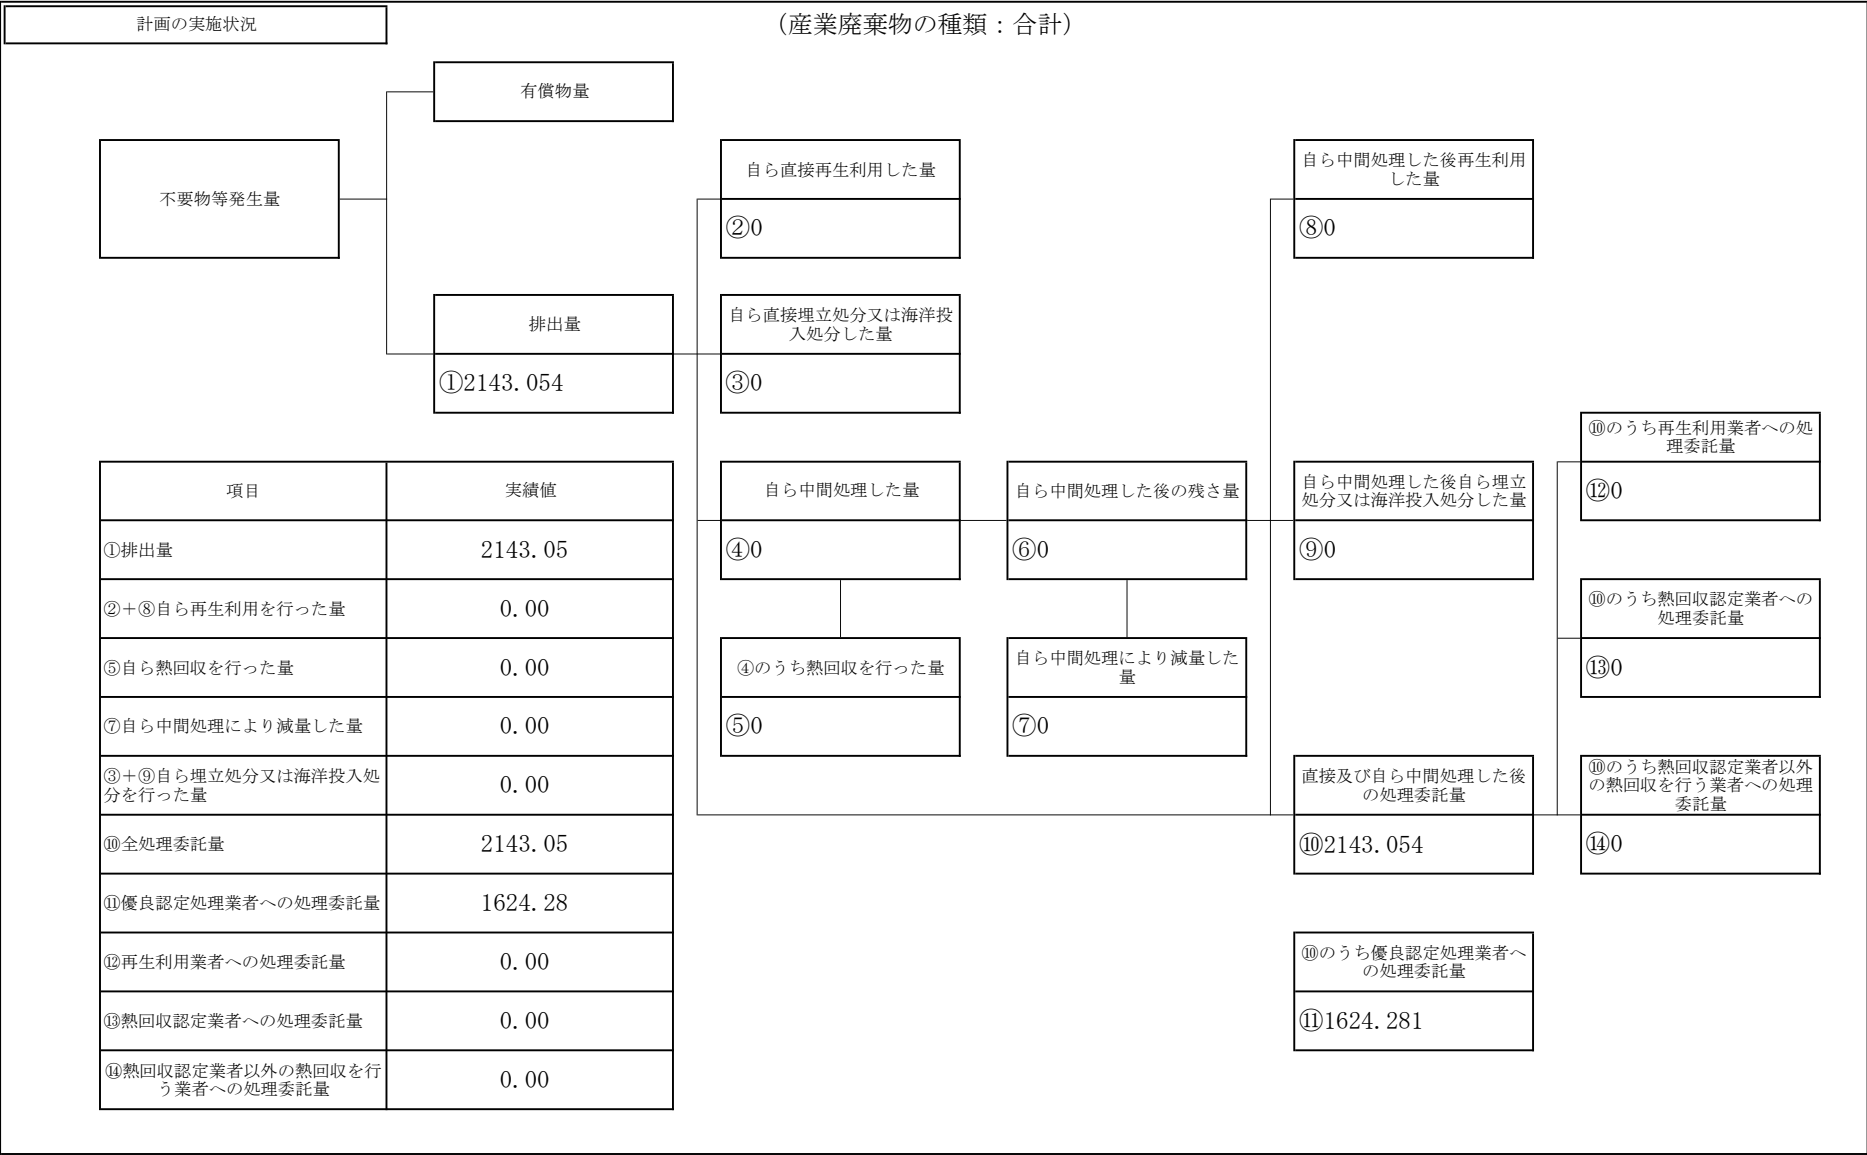 計画の実施状況
（産業廃棄物の種類：合計）
有償物量
不要物等発生量
自ら直接再生利用した量
②0
自ら中間処理した後再生利用
した量
⑧0
排出量
①2143.054
自ら直接埋立処分又は海洋投
入処分した量
③0
⑩のうち再生利用業者への処
理委託量
⑫0
自ら中間処理した量
④0
自ら中間処理した後の残さ量
⑥0
自ら中間処理した後自ら埋立
処分又は海洋投入処分した量
⑨0
⑩のうち熱回収認定業者への
処理委託量
⑬0
④のうち熱回収を行った量
⑤0
自ら中間処理により減量した
量
⑦0
直接及び自ら中間処理した後
の処理委託量
⑩2143.054
⑩のうち熱回収認定業者以外
の熱回収を行う業者への処理
委託量
⑭0
⑩のうち優良認定処理業者へ
の処理委託量
⑪1624.281
項目 実績値
①排出量 2143.05
②＋⑧自ら再生利用を行った量 0.00
⑤自ら熱回収を行った量 0.00
⑦自ら中間処理により減量した量 0.00
③＋⑨自ら埋立処分又は海洋投入処
分を行った量 0.00
⑩全処理委託量 2143.05
⑪優良認定処理業者への処理委託量 1624.28
⑫再生利用業者への処理委託量 0.00
⑬熱回収認定業者への処理委託量 0.00
⑭熱回収認定業者以外の熱回収を行
う業者への処理委託量 0.00